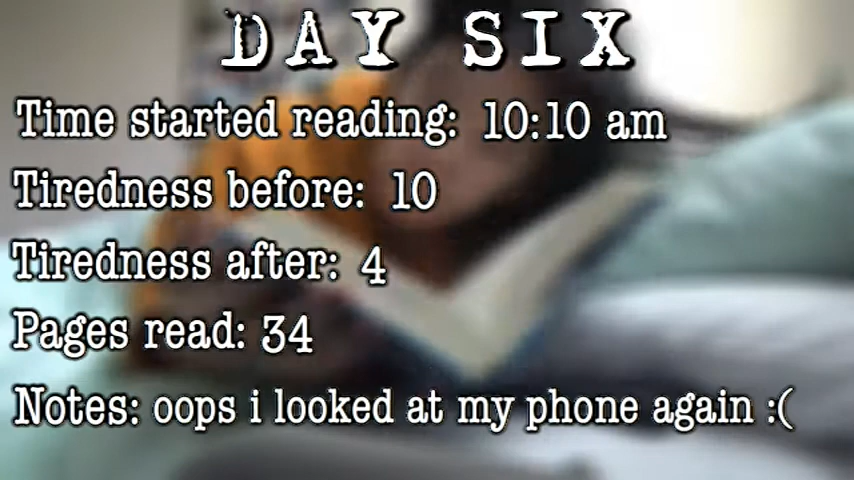 DAY SIX
Time started reading: 10:10 am
Tiredness before: 10
Tiredness after: 4
Pages read: 34
Notes: oops i looked at my phone again :(